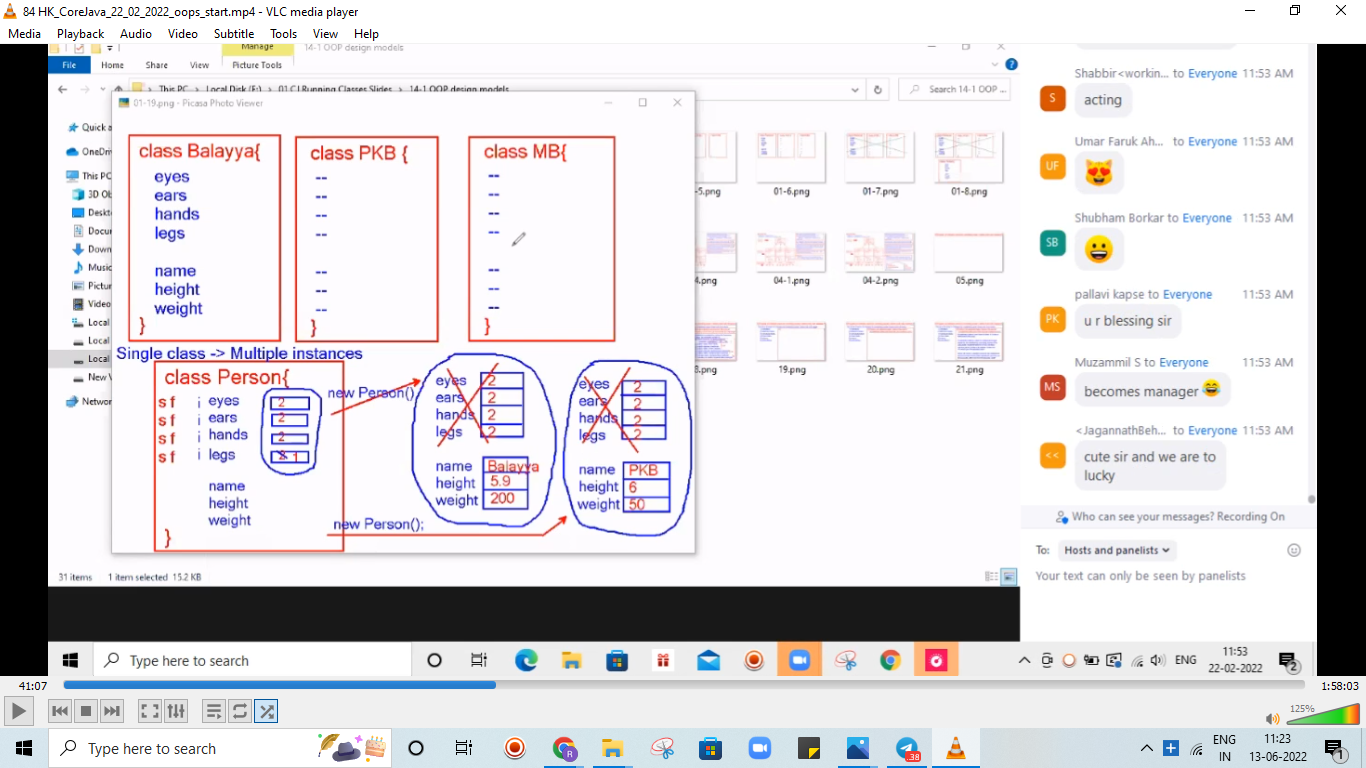 84 HK_CoreJava_22_02_2022_oops_start.mp4 - VLC media player
Media Playback Audio Video Subtitle Tools View Help
Manage 14-1 OOP design models
File Home Share View Picture Tools
This PC > Local Disk (E:) > 01 CJ Running Classes Slides > 14-1 OOP design models
Search 14-1 OOP ...
01-19.png - Picasa Photo Viewer
Quick a
OneDriv
This PC
3D Ob
Deskt
Docur
Down
Music
Pictur
Video
Local
Local
Local
New V
Networ
class Balayya{
eyes
ears
hands
legs
name
height
weight
}
class PKB {
--
--
--
--
--
--
--
}
class MB{
--
--
--
--
--
--
--
}
Single class -> Multiple instances
class Person{
s f i eyes 2
s f i ears 2
s f i hands 2
s f i legs 2 1
name
height
weight
}
new Person();
eyes 2
ears 2
hands 2
legs 2
name Balayya
height 5.9
weight 200
new Person();
eyes 2
ears 2
hands 2
legs 2
name PKB
height 6
weight 50
-5.png 01-6.png 01-7.png 01-8.png
4.png 04-1.png 04-2.png 05.png
8.png 19.png 20.png 21.png
31 items 1 item selected 15.2 KB
Shabbir<workin... to Everyone 11:53 AM
S
acting
Umar Faruk Ah... to Everyone 11:53 AM
UF
Shubham Borkar to Everyone 11:53 AM
SB
pallavi kapse to Everyone 11:53 AM
PK
u r blessing sir
Muzammil S to Everyone 11:53 AM
MS
becomes manager
<JagannathBeh... to Everyone 11:53 AM
<<
cute sir and we are to
lucky
Who can see your messages? Recording On
To: Hosts and panelists
Your text can only be seen by panelists
Type here to search
ENG
11:53
22-02-2022
2
41:07
1:58:03
125%
Type here to search
R
38
ENG
IN
11:23
13-06-2022
1